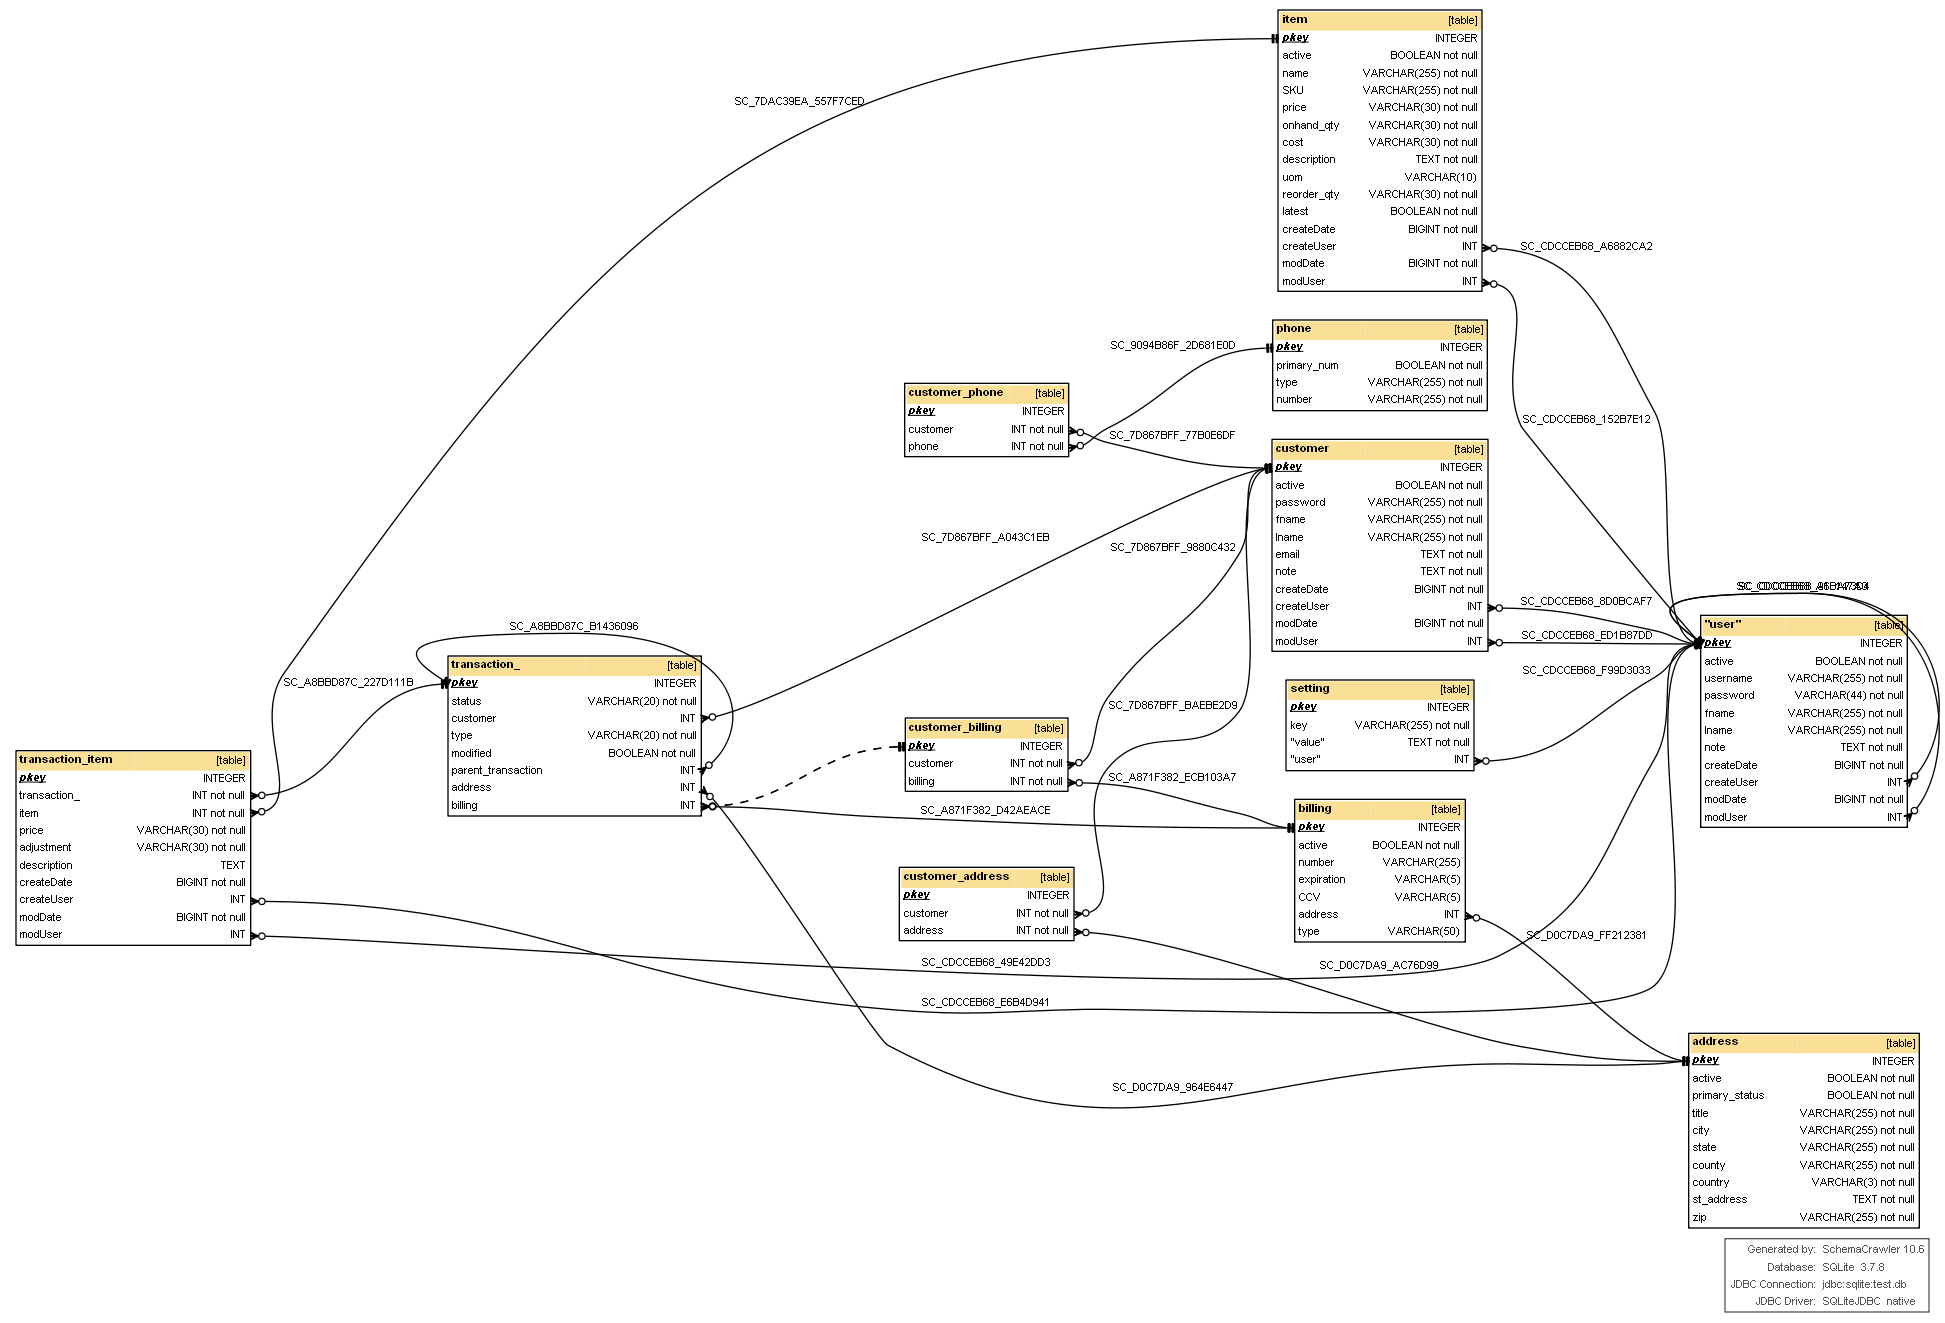 item [table]
pkey INTEGER
active BOOLEAN not null
name VARCHAR(255) not null
SKU VARCHAR(255) not null
price VARCHAR(30) not null
onhand_qty VARCHAR(30) not null
cost VARCHAR(30) not null
description TEXT not null
uom VARCHAR(10)
reorder_qty VARCHAR(30) not null
latest BOOLEAN not null
createDate BIGINT not null
createUser INT
modDate BIGINT not null
modUser INT
SC_7DAC39EA_557F7CED
SC_CDCCEB68_A6882CA2
SC_CDCCEB68_152B7E12
phone [table]
pkey INTEGER
primary_num BOOLEAN not null
type VARCHAR(255) not null
number VARCHAR(255) not null
SC_9094B86F_2D681E0D
customer_phone [table]
pkey INTEGER
customer INT not null
phone INT not null
SC_7D867BFF_77B0E6DF
customer [table]
pkey INTEGER
active BOOLEAN not null
password VARCHAR(255) not null
fname VARCHAR(255) not null
lname VARCHAR(255) not null
email TEXT not null
note TEXT not null
createDate BIGINT not null
createUser INT
modDate BIGINT not null
modUser INT
SC_7D867BFF_A043C1EB
SC_7D867BFF_9880C432
SC_CDCCEB68_8D0BCAF7
SC_CDCCEB68_ED1B87DD
SC_CDCCEB68_F99D3033
"user" [table]
pkey INTEGER
active BOOLEAN not null
username VARCHAR(255) not null
password VARCHAR(44) not null
fname VARCHAR(255) not null
lname VARCHAR(255) not null
note TEXT not null
createDate BIGINT not null
createUser INT
modDate BIGINT not null
modUser INT
SC_A8BBD87C_B1436096
transaction_ [table]
pkey INTEGER
status VARCHAR(20) not null
customer INT
type VARCHAR(20) not null
modified BOOLEAN not null
parent_transaction INT
address INT
billing INT
SC_A8BBD87C_227D111B
setting [table]
pkey INTEGER
key VARCHAR(255) not null
"value" TEXT not null
"user" INT
SC_7D867BFF_BAEBE2D9
customer_billing [table]
pkey INTEGER
customer INT not null
billing INT not null
SC_A871F382_ECB103A7
SC_A871F382_D42AEACE
transaction_item [table]
pkey INTEGER
transaction_ INT not null
item INT not null
price VARCHAR(30) not null
adjustment VARCHAR(30) not null
description TEXT
createDate BIGINT not null
createUser INT
modDate BIGINT not null
modUser INT
billing [table]
pkey INTEGER
active BOOLEAN not null
number VARCHAR(255)
expiration VARCHAR(5)
CCV VARCHAR(5)
address INT
type VARCHAR(50)
customer_address [table]
pkey INTEGER
customer INT not null
address INT not null
SC_D0C7DA9_FF212381
SC_CDCCEB68_49E42DD3
SC_D0C7DA9_AC76D99
SC_CDCCEB68_E6B4D941
SC_D0C7DA9_964E6447
address [table]
pkey INTEGER
active BOOLEAN not null
primary_status BOOLEAN not null
title VARCHAR(255) not null
city VARCHAR(255) not null
state VARCHAR(255) not null
county VARCHAR(255) not null
country VARCHAR(3) not null
st_address TEXT not null
zip VARCHAR(255) not null
Generated by: SchemaCrawler 10.6
Database: SQLite 3.7.8
JDBC Connection: jdbc:sqlite:test.db
JDBC Driver: SQLiteJDBC native